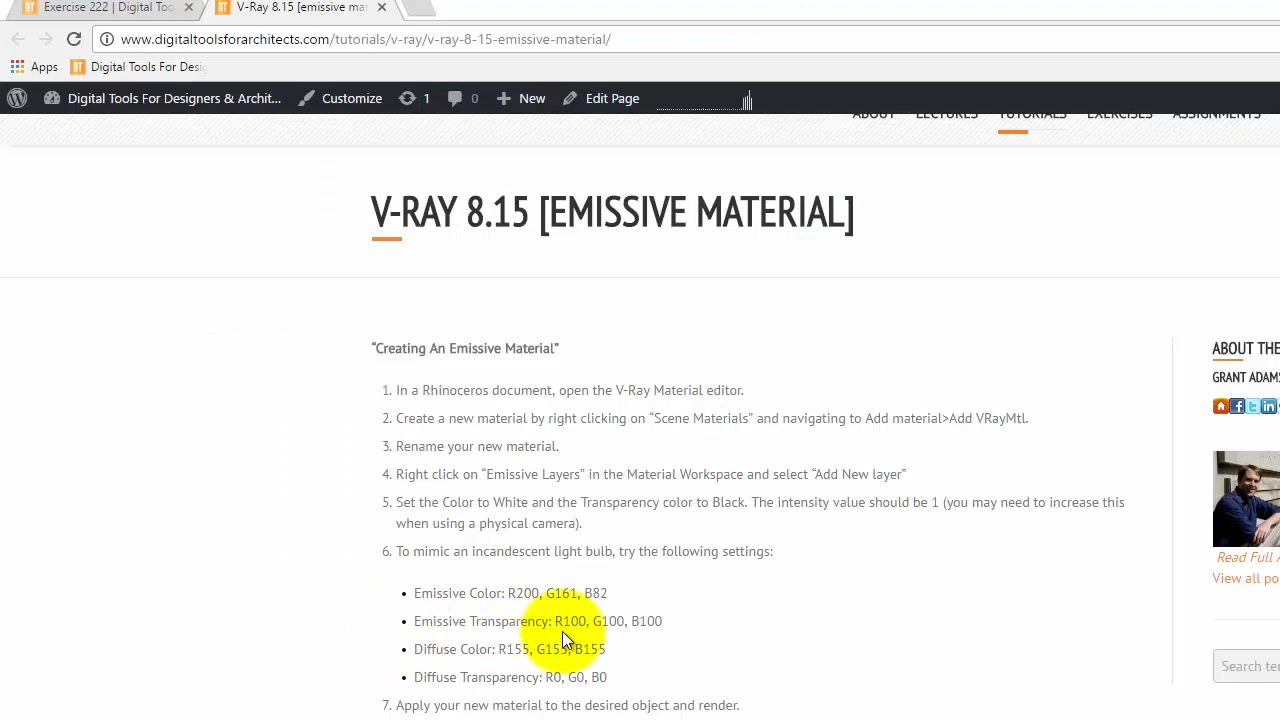 Exercise 222 | Digital Too
V-Ray 8.15 [emissive mat
www.digitaltoolsforarchitects.com/tutorials/v-ray/v-ray-8-15-emissive-material/
Apps
Digital Tools For Desi
Digital Tools For Designers & Archit...
Customize
1
0
New
Edit Page
ABOUT
LECTURES
TUTORIALS
EXERCISES
ASSIGNMENTS
V-RAY 8.15 [EMISSIVE MATERIAL]
“Creating An Emissive Material”
1. In a Rhinoceros document, open the V-Ray Material editor.
2. Create a new material by right clicking on “Scene Materials” and navigating to Add material>Add VRayMtl.
3. Rename your new material.
4. Right click on “Emissive Layers” in the Material Workspace and select “Add New layer”
5. Set the Color to White and the Transparency color to Black. The intensity value should be 1 (you may need to increase this
when using a physical camera).
6. To mimic an incandescent light bulb, try the following settings:
• Emissive Color: R200, G161, B82
• Emissive Transparency: R100, G100, B100
• Diffuse Color: R155, G155, B155
• Diffuse Transparency: R0, G0, B0
7. Apply your new material to the desired object and render.
ABOUT THE
GRANT ADAMS
Read Full A
View all po
Search ter